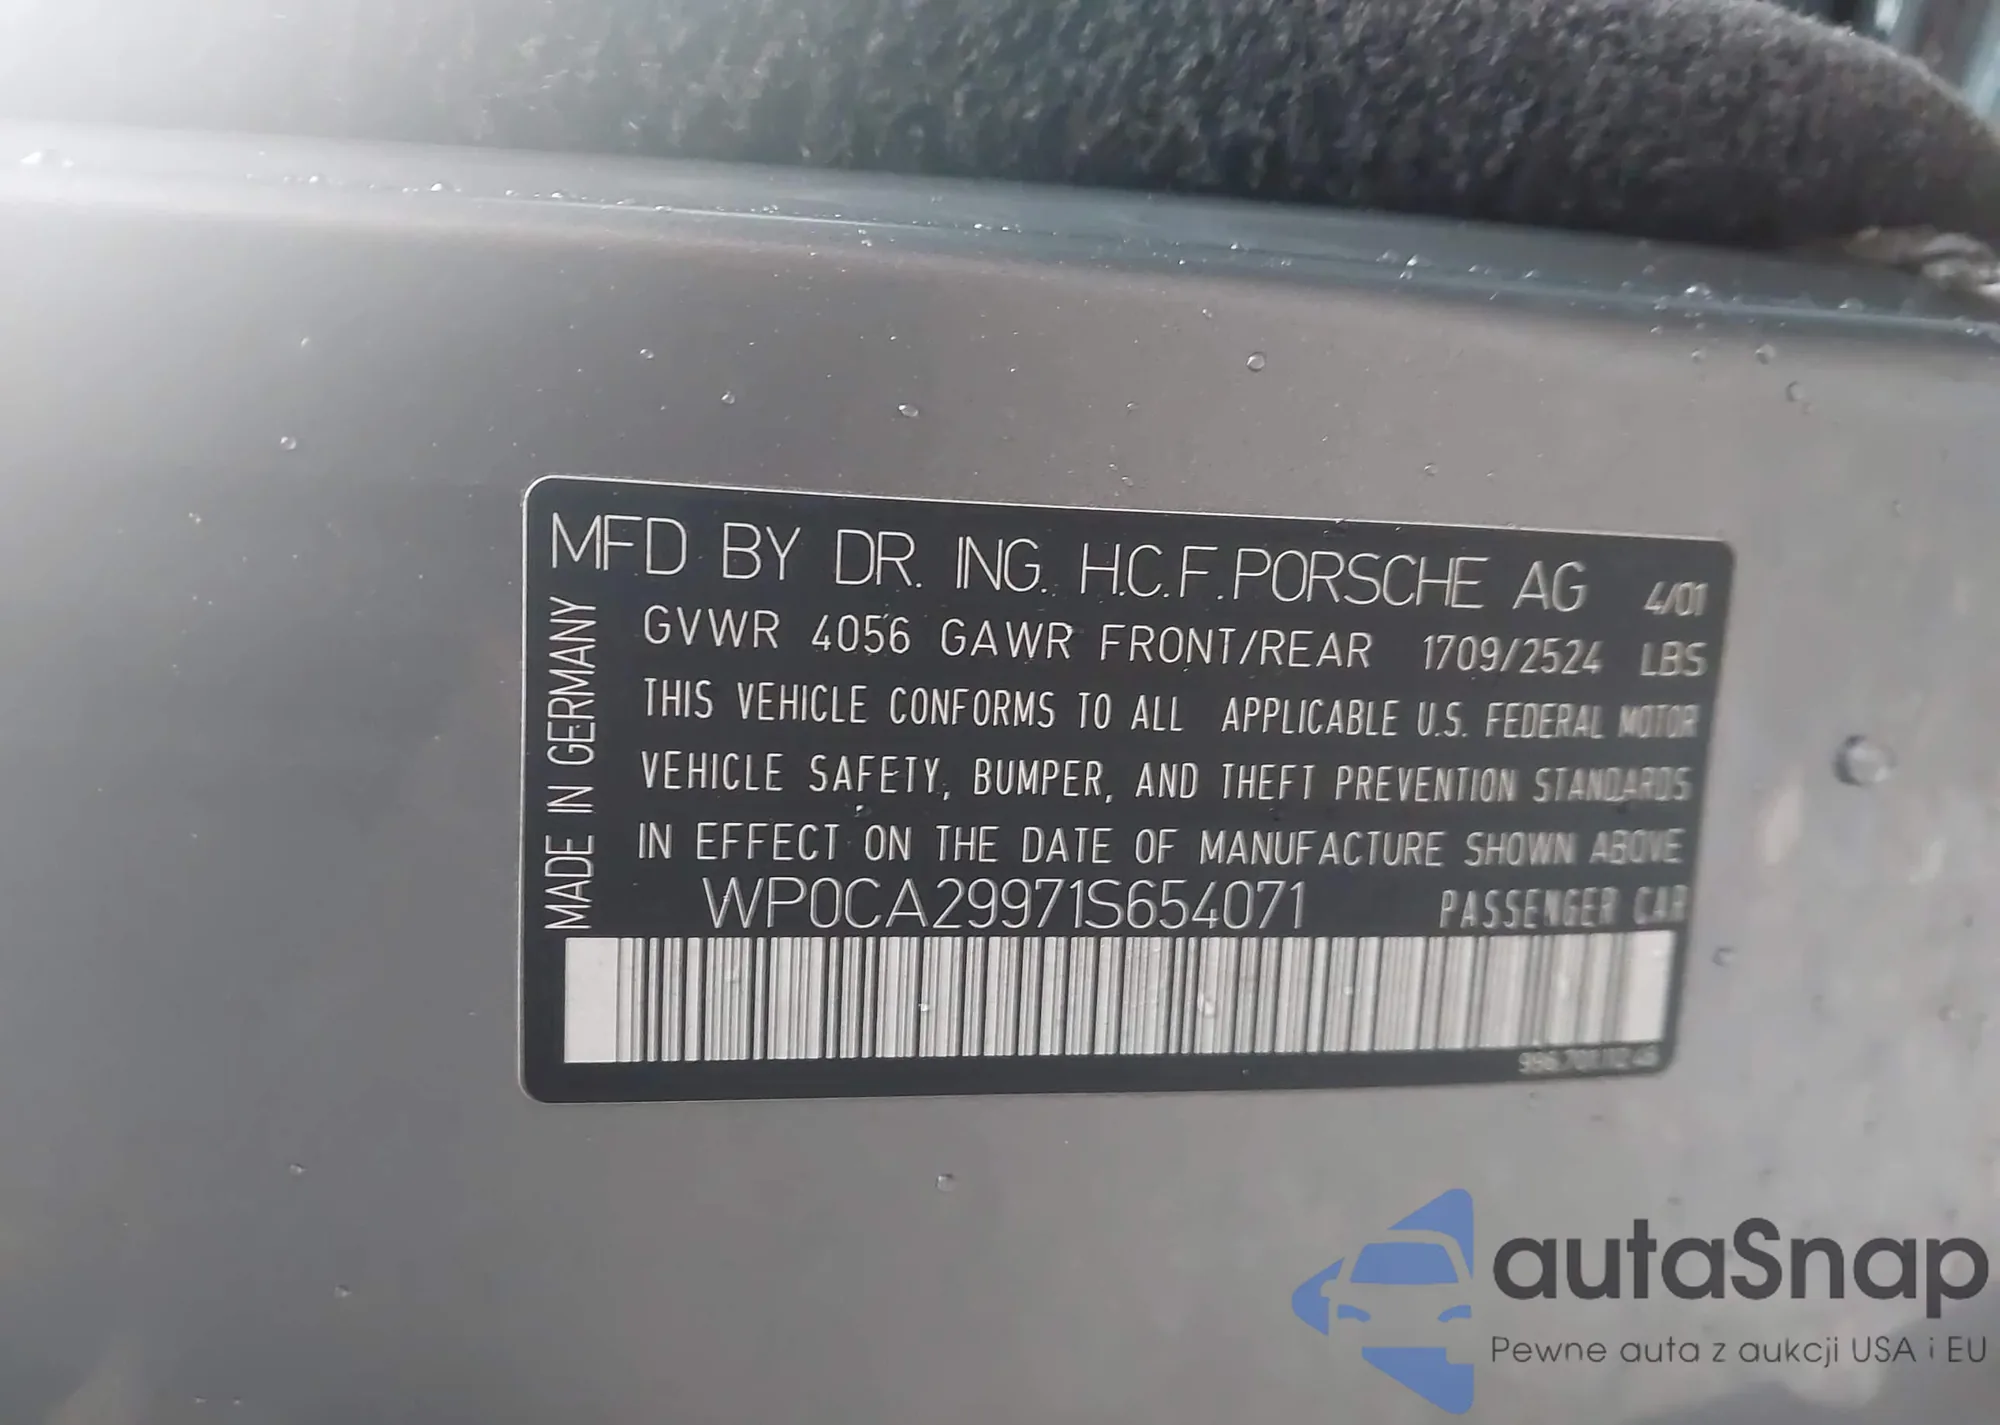 MFD BY DR. ING. H.C.F.PORSCHE AG 4/01
GVWR 4056 GAWR FRONT/REAR 1709/2524 LBS
THIS VEHICLE CONFORMS TO ALL APPLICABLE U.S. FEDERAL MOTOR
VEHICLE SAFETY, BUMPER, AND THEFT PREVENTION STANDARDS
IN EFFECT ON THE DATE OF MANUFACTURE SHOWN ABOVE
WP0CA29971S654071 PASSENGER CAR
MADE IN GERMANY
autaSnap
Pewne auta z aukcji USA i EU